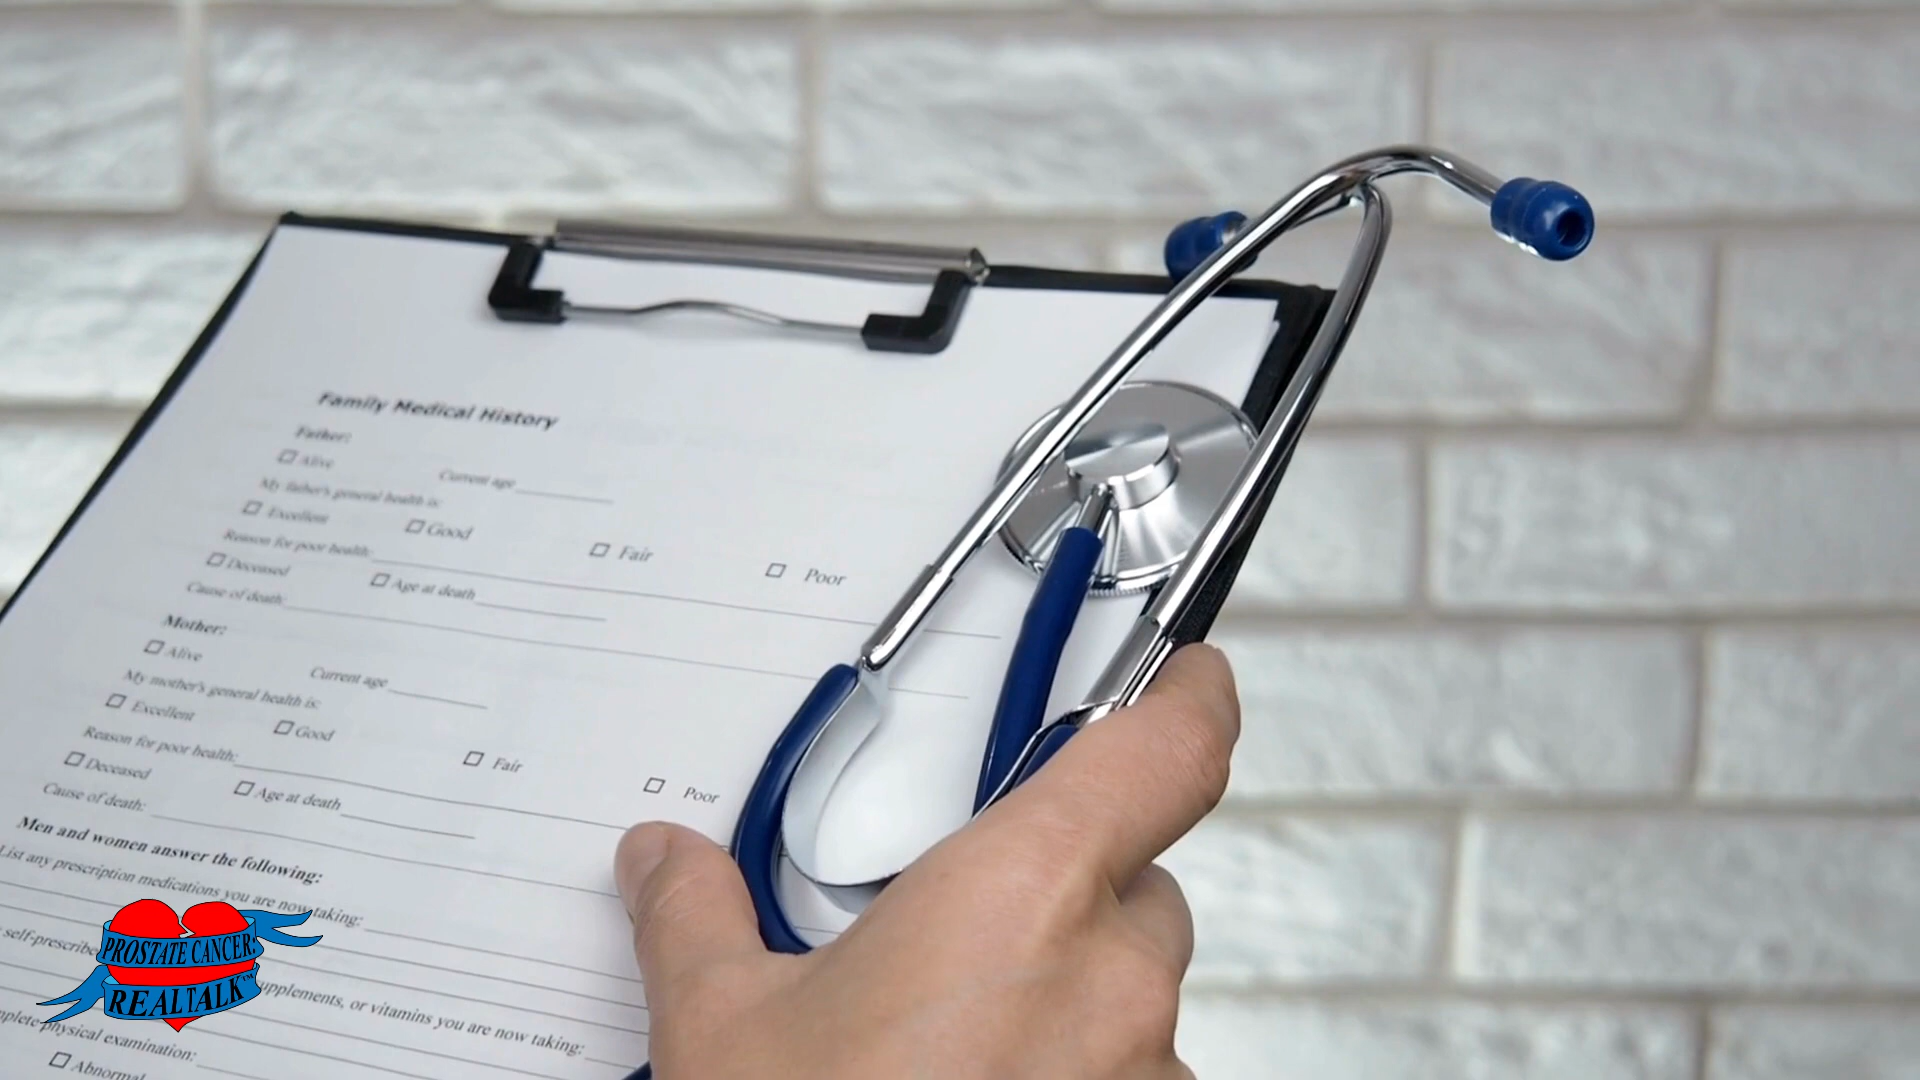 Family Medical History
Father:
Alive Current age
My father's general health is:
Excellent Good Fair Poor
Reason for poor health:
Deceased Age at death
Cause of death:
Mother:
Alive Current age
My mother's general health is:
Excellent Good Fair Poor
Reason for poor health:
Deceased Age at death
Cause of death:
Men and women answer the following:
List any prescription medications you are now taking:
self-prescribe
upplements, or vitamins you are now taking:
physical examination:
Abnormal
PROSTATE CANCER:
REALTALK™